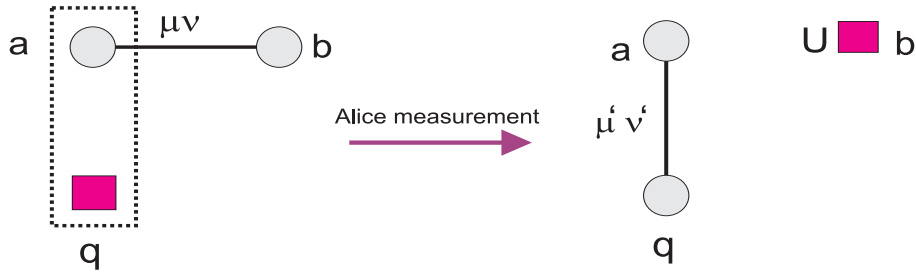 a μν b
q
Alice measurement
a
μ‘ ν‘
q
U b